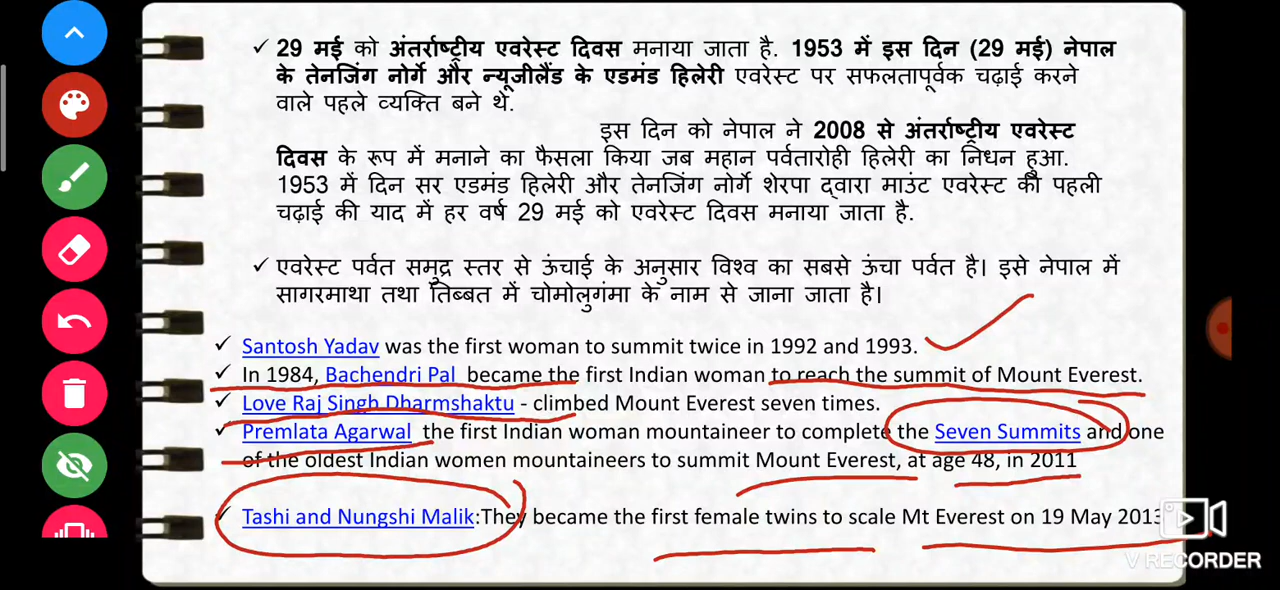 ✓ 29 मई को अंतर्राष्ट्रीय एवरेस्ट दिवस मनाया जाता है. 1953 में इस दिन (29 मई) नेपाल
के तेनजिंग नोर्गे और न्यूजीलैंड के एडमंड हिलेरी एवरेस्ट पर सफलतापूर्वक चढ़ाई करने
वाले पहले व्यक्ति बने थे.
इस दिन को नेपाल ने 2008 से अंतर्राष्ट्रीय एवरेस्ट
दिवस के रूप में मनाने का फैसला किया जब महान पर्वतारोही हिलेरी का निधन हुआ.
1953 में दिन सर एडमंड हिलेरी और तेनजिंग नोर्गे शेरपा द्वारा माउंट एवरेस्ट की पहली
चढ़ाई की याद में हर वर्ष 29 मई को एवरेस्ट दिवस मनाया जाता है.
✓ एवरेस्ट पर्वत समुद्र स्तर से ऊंचाई के अनुसार विश्व का सबसे ऊंचा पर्वत है। इसे नेपाल में
सागरमाथा तथा तिब्बत में चोमोलुगंमा के नाम से जाना जाता है।
✓ Santosh Yadav was the first woman to summit twice in 1992 and 1993.
✓ In 1984, Bachendri Pal became the first Indian woman to reach the summit of Mount Everest.
✓ Love Raj Singh Dharmshaktu - climbed Mount Everest seven times.
✓ Premlata Agarwal the first Indian woman mountaineer to complete the Seven Summits and one
of the oldest Indian women mountaineers to summit Mount Everest, at age 48, in 2011
✓ Tashi and Nungshi Malik:They became the first female twins to scale Mt Everest on 19 May 2013
V RECORDER